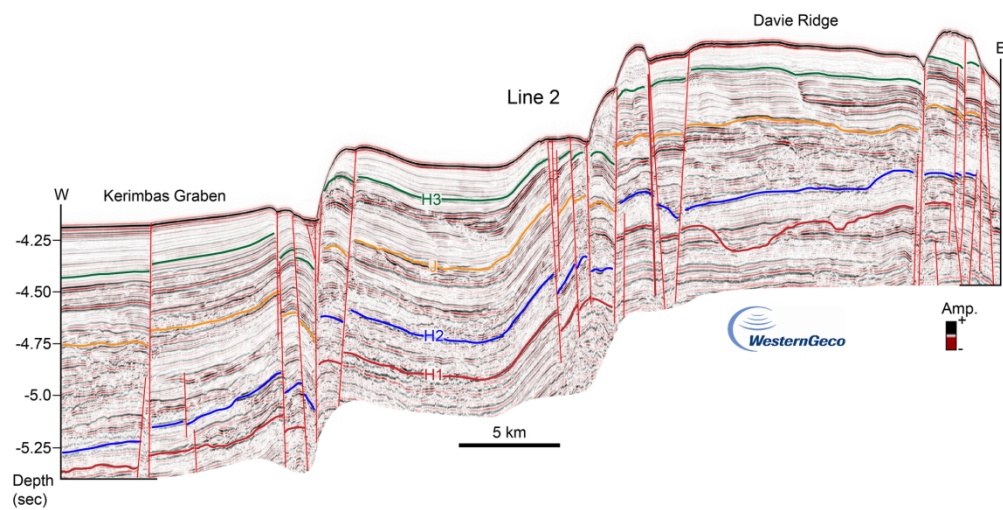 Davie Ridge
E
Line 2
W
Kerimbas Graben
H3
-4.25
J
-4.50
H2
-4.75
H1
WesternGeco
Amp.
+
-
-5.0
5 km
-5.25
Depth
(sec)